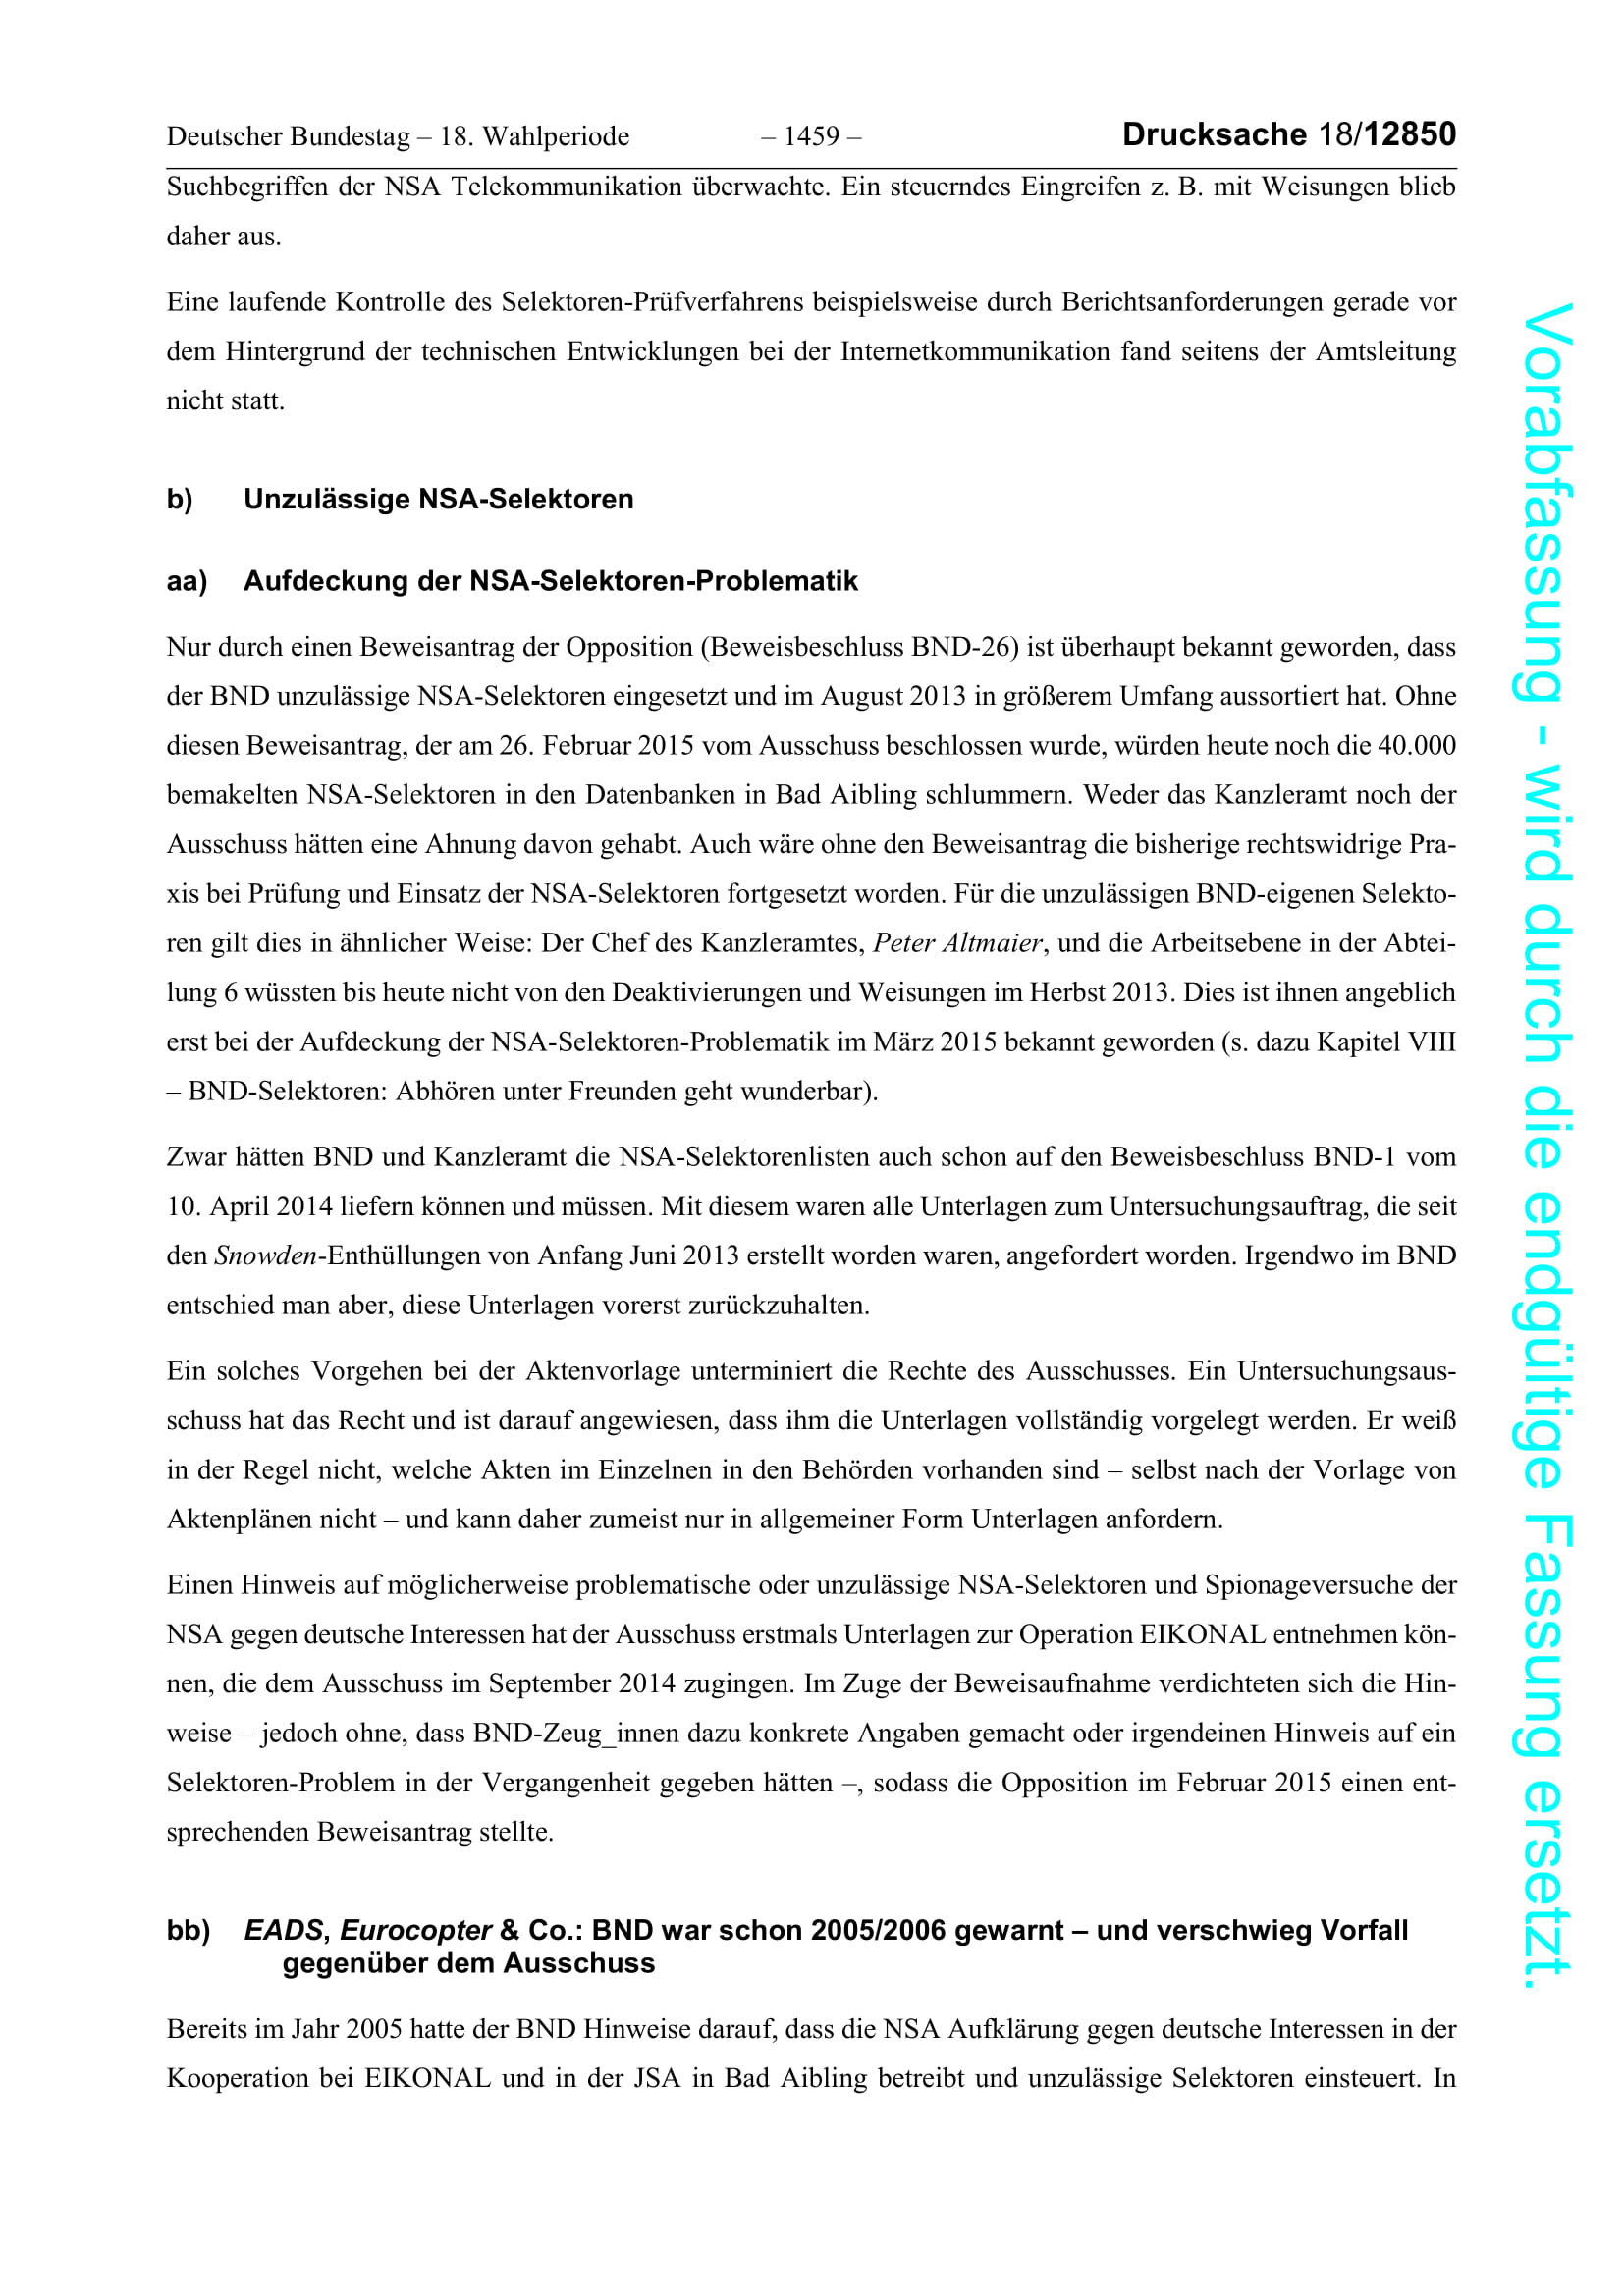 Deutscher Bundestag – 18. Wahlperiode – 1459 – Drucksache 18/12850
Suchbegriffen der NSA Telekommunikation überwachte. Ein steuerndes Eingreifen z. B. mit Weisungen blieb
daher aus.
Eine laufende Kontrolle des Selektoren-Prüfverfahrens beispielsweise durch Berichtsanforderungen gerade vor
dem Hintergrund der technischen Entwicklungen bei der Internetkommunikation fand seitens der Amtsleitung
nicht statt.
b) Unzulässige NSA-Selektoren
aa) Aufdeckung der NSA-Selektoren-Problematik
Nur durch einen Beweisantrag der Opposition (Beweisbeschluss BND-26) ist überhaupt bekannt geworden, dass
der BND unzulässige NSA-Selektoren eingesetzt und im August 2013 in größerem Umfang aussortiert hat. Ohne
diesen Beweisantrag, der am 26. Februar 2015 vom Ausschuss beschlossen wurde, würden heute noch die 40.000
bemakelten NSA-Selektoren in den Datenbanken in Bad Aibling schlummern. Weder das Kanzleramt noch der
Ausschuss hätten eine Ahnung davon gehabt. Auch wäre ohne den Beweisantrag die bisherige rechtswidrige Pra-
xis bei Prüfung und Einsatz der NSA-Selektoren fortgesetzt worden. Für die unzulässigen BND-eigenen Selekto-
ren gilt dies in ähnlicher Weise: Der Chef des Kanzleramtes, Peter Altmaier, und die Arbeitsebene in der Abtei-
lung 6 wüssten bis heute nicht von den Deaktivierungen und Weisungen im Herbst 2013. Dies ist ihnen angeblich
erst bei der Aufdeckung der NSA-Selektoren-Problematik im März 2015 bekannt geworden (s. dazu Kapitel VIII
– BND-Selektoren: Abhören unter Freunden geht wunderbar).
Zwar hätten BND und Kanzleramt die NSA-Selektorenlisten auch schon auf den Beweisbeschluss BND-1 vom
10. April 2014 liefern können und müssen. Mit diesem waren alle Unterlagen zum Untersuchungsauftrag, die seit
den Snowden-Enthüllungen von Anfang Juni 2013 erstellt worden waren, angefordert worden. Irgendwo im BND
entschied man aber, diese Unterlagen vorerst zurückzuhalten.
Ein solches Vorgehen bei der Aktenvorlage unterminiert die Rechte des Ausschusses. Ein Untersuchungsaus-
schuss hat das Recht und ist darauf angewiesen, dass ihm die Unterlagen vollständig vorgelegt werden. Er weiß
in der Regel nicht, welche Akten im Einzelnen in den Behörden vorhanden sind – selbst nach der Vorlage von
Aktenplänen nicht – und kann daher zumeist nur in allgemeiner Form Unterlagen anfordern.
Einen Hinweis auf möglicherweise problematische oder unzulässige NSA-Selektoren und Spionageversuche der
NSA gegen deutsche Interessen hat der Ausschuss erstmals Unterlagen zur Operation EIKONAL entnehmen kön-
nen, die dem Ausschuss im September 2014 zugingen. Im Zuge der Beweisaufnahme verdichteten sich die Hin-
weise – jedoch ohne, dass BND-Zeug_innen dazu konkrete Angaben gemacht oder irgendeinen Hinweis auf ein
Selektoren-Problem in der Vergangenheit gegeben hätten –, sodass die Opposition im Februar 2015 einen ent-
sprechenden Beweisantrag stellte.
bb) EADS, Eurocopter & Co.: BND war schon 2005/2006 gewarnt – und verschwieg Vorfall
gegenüber dem Ausschuss
Bereits im Jahr 2005 hatte der BND Hinweise darauf, dass die NSA Aufklärung gegen deutsche Interessen in der
Kooperation bei EIKONAL und in der JSA in Bad Aibling betreibt und unzulässige Selektoren einsteuert. In
Vorabfassung - wird durch die endgültige Fassung ersetzt.